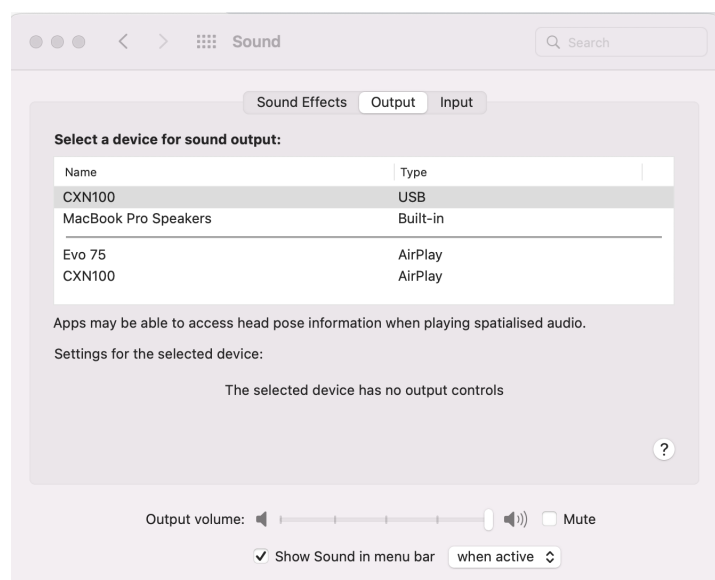 Sound
Search
Sound Effects Output Input
Select a device for sound output:
Name Type
CXN100 USB
MacBook Pro Speakers Built-in
Evo 75 AirPlay
CXN100 AirPlay
Apps may be able to access head pose information when playing spatialised audio.
Settings for the selected device:
The selected device has no output controls
?
Output volume: Mute
Show Sound in menu bar when active